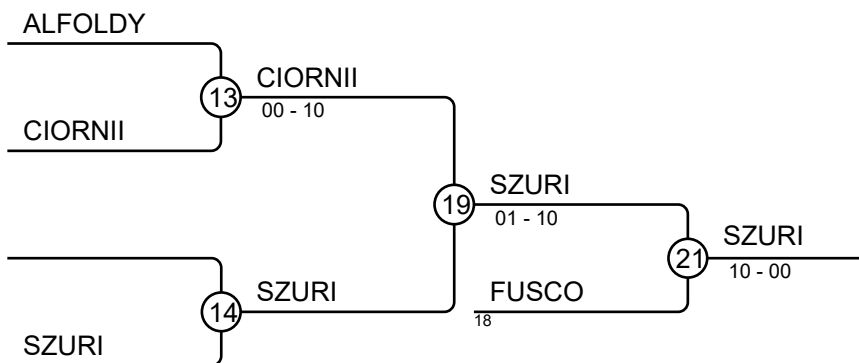 ALFOLDY
13
CIORNII
00 - 10
CIORNII
19
SZURI
01 - 10
21
SZURI
10 - 00
14
SZURI
FUSCO
18
SZURI